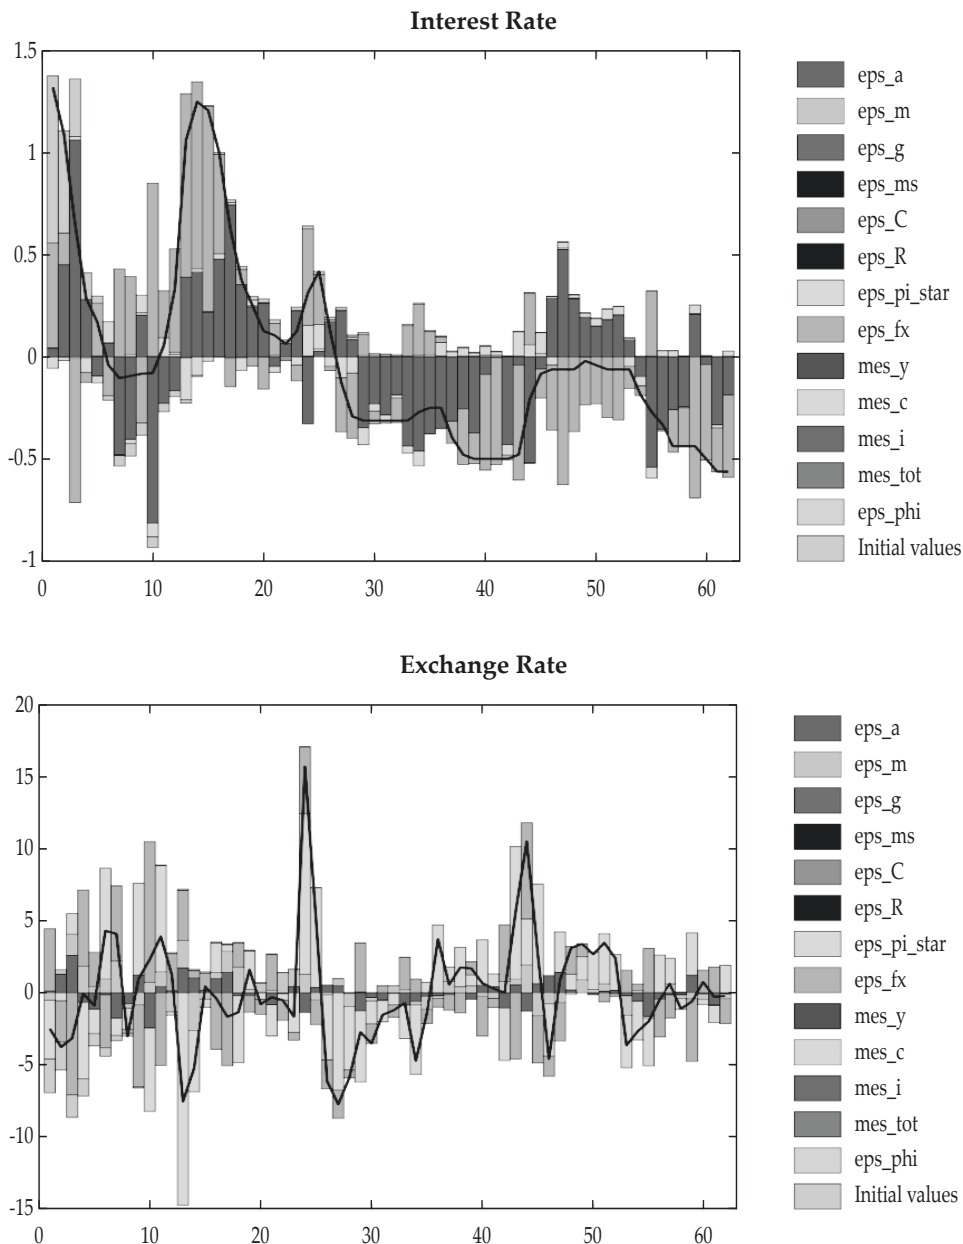 Interest Rate
1.5
1
0.5
0
-0.5
-1
0 10 20 30 40 50 60
eps_a
eps_m
eps_g
eps_ms
eps_C
eps_R
eps_pi_star
eps_fx
mes_y
mes_c
mes_i
mes_tot
eps_phi
Initial values
Exchange Rate
20
15
10
5
0
-5
-10
-15
0 10 20 30 40 50 60
eps_a
eps_m
eps_g
eps_ms
eps_C
eps_R
eps_pi_star
eps_fx
mes_y
mes_c
mes_i
mes_tot
eps_phi
Initial values